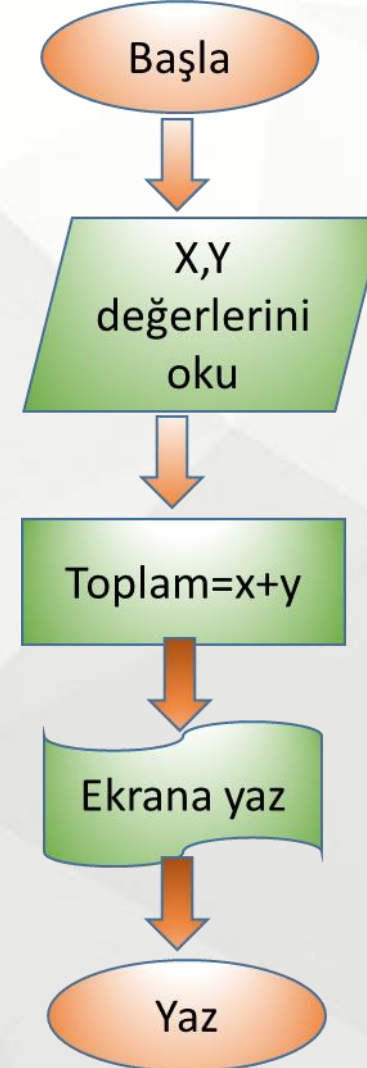 Başla
X,Y
değerlerini
oku
Toplam=x+y
Ekrana yaz
Yaz